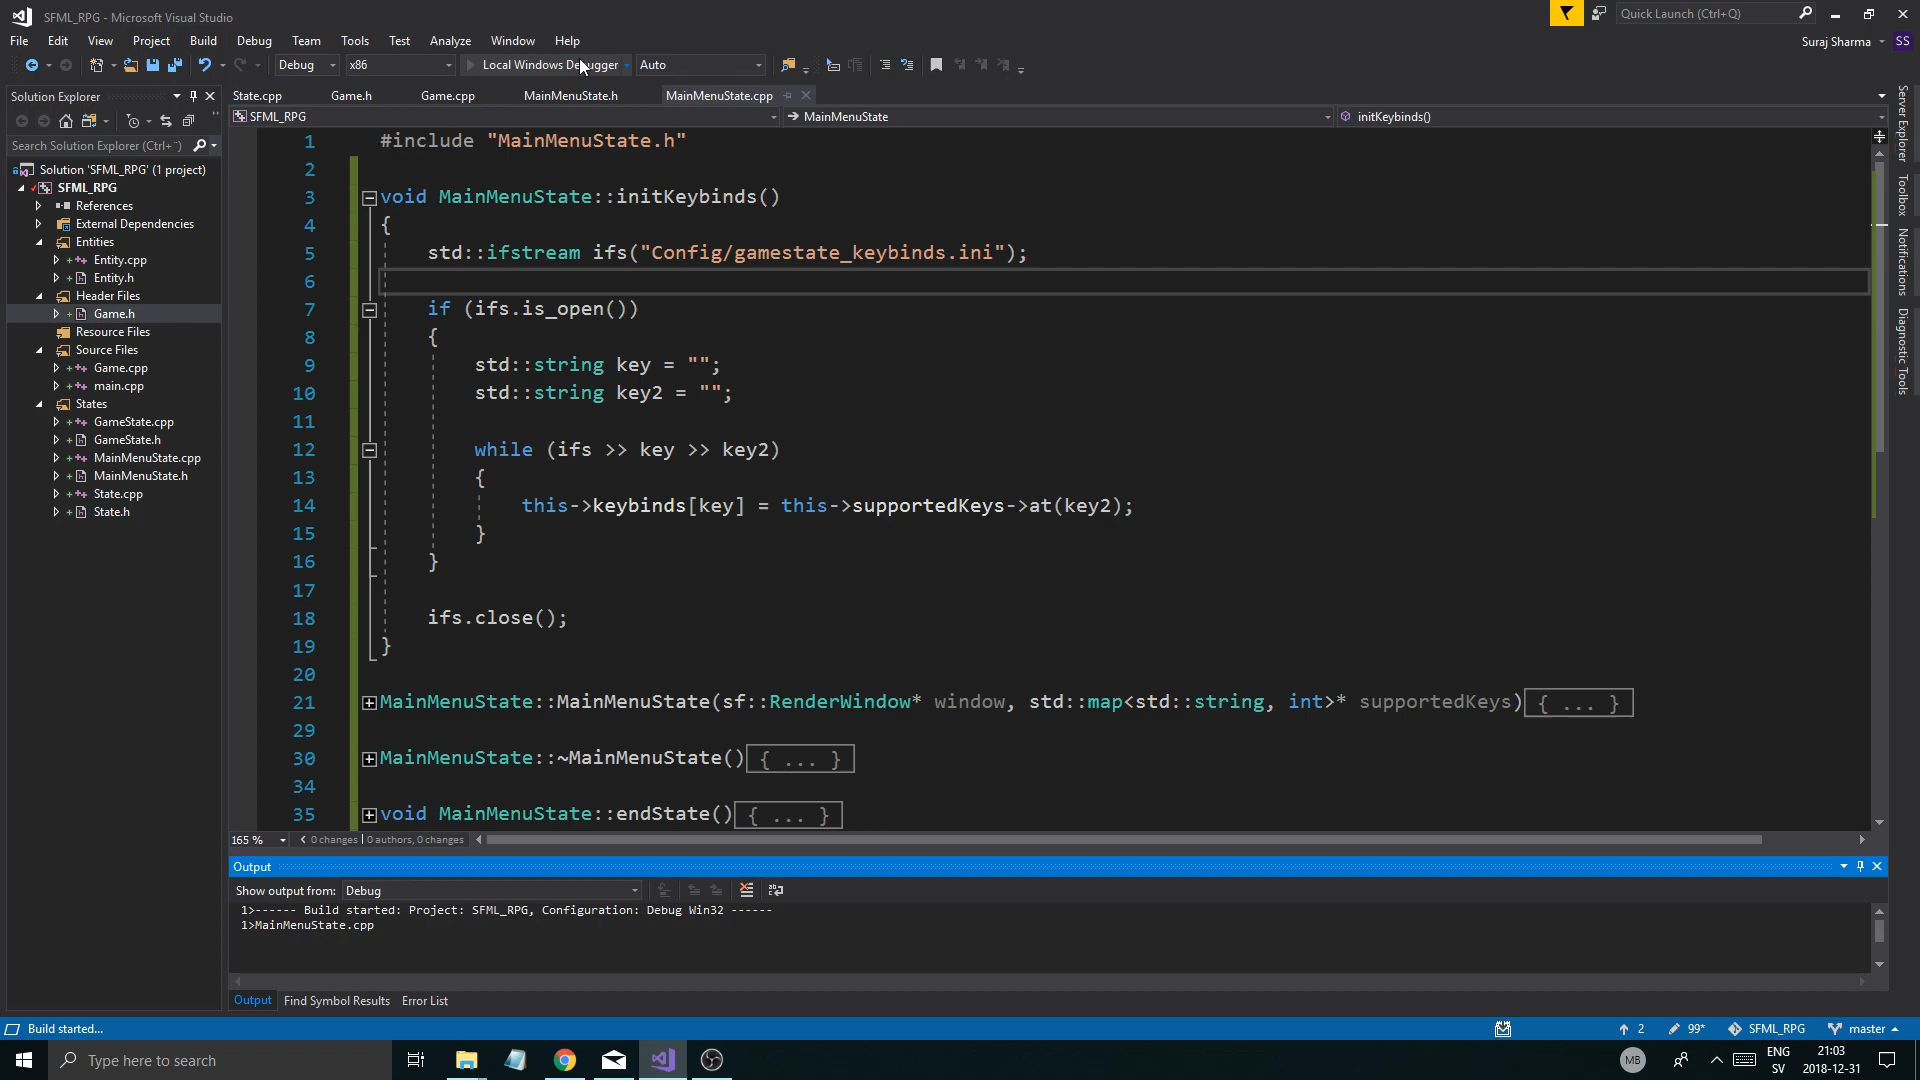 SFML_RPG - Microsoft Visual Studio
Quick Launch (Ctrl+Q)
File Edit View Project Build Debug Team Tools Test Analyze Window Help
Suraj Sharma SS
Debug x86 Local Windows Debugger Auto
Solution Explorer
Search Solution Explorer (Ctrl+¨)
Solution 'SFML_RPG' (1 project)
SFML_RPG
References
External Dependencies
Entities
Entity.cpp
Entity.h
Header Files
Game.h
Resource Files
Source Files
Game.cpp
main.cpp
States
GameState.cpp
GameState.h
MainMenuState.cpp
MainMenuState.h
State.cpp
State.h
State.cpp Game.h Game.cpp MainMenuState.h MainMenuState.cpp
SFML_RPG MainMenuState initKeybinds()
1 #include "MainMenuState.h"
2
3 void MainMenuState::initKeybinds()
4 {
5 std::ifstream ifs("Config/gamestate_keybinds.ini");
6
7 if (ifs.is_open())
8 {
9 std::string key = "";
10 std::string key2 = "";
11
12 while (ifs >> key >> key2)
13 {
14 this->keybinds[key] = this->supportedKeys->at(key2);
15 }
16 }
17
18 ifs.close();
19 }
20
21 MainMenuState::MainMenuState(sf::RenderWindow* window, std::map<std::string, int>* supportedKeys){ ... }
29
30 MainMenuState::~MainMenuState(){ ... }
34
35 void MainMenuState::endState(){ ... }
165 % 0 changes | 0 authors, 0 changes
Output
Show output from: Debug
1>------ Build started: Project: SFML_RPG, Configuration: Debug Win32 ------
1>MainMenuState.cpp
Output Find Symbol Results Error List
Server Explorer
Toolbox
Notifications
Diagnostic Tools
Build started... 2 99* SFML_RPG master
Type here to search
MB
ENG
SV
21:03
2018-12-31